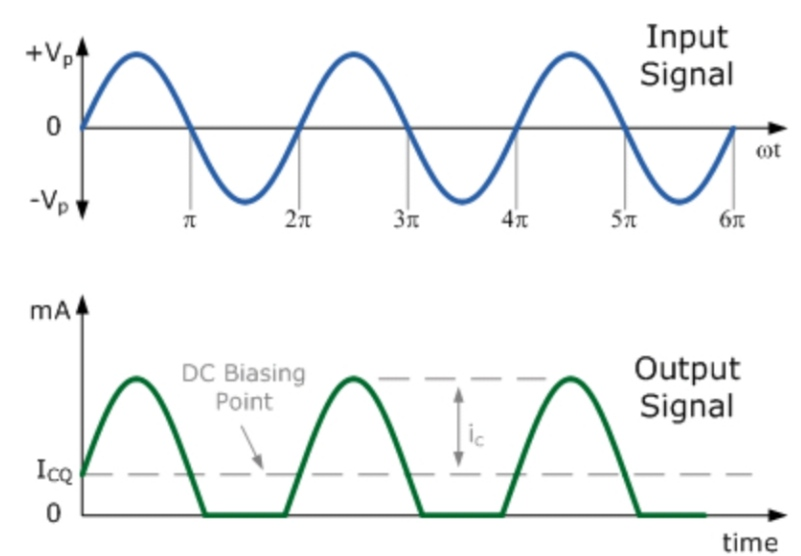 +Vp
Input
Signal
0
ωt
-Vp
π
2π
3π
4π
5π
6π
mA
DC Biasing
Point
Output
Signal
ic
ICQ
0
time